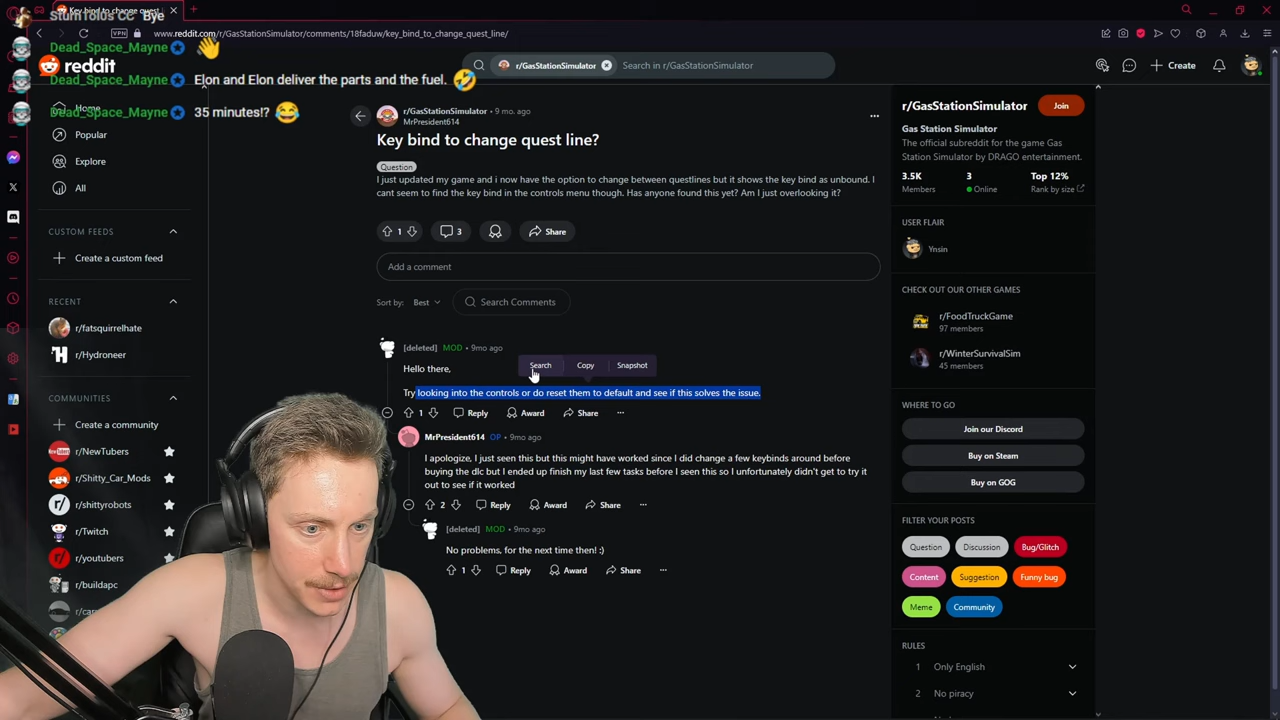 StumToIus CC Bye
Key bind to change quest
VPN
www.reddit.com/r/GasStationSimulator/comments/18faduw/key_bind_to_change_quest_line/
Dead_Space_Mayne 👋
reddit
r/GasStationSimulator
Search in r/GasStationSimulator
Create
Dead_Space_Mayne Elon and Elon deliver the parts and the fuel. 🤣
Dead_Space_Mayne 35 minutes!? 😂
Home
Popular
Explore
All
CUSTOM FEEDS
Create a custom feed
RECENT
r/fatsquirrelhate
r/Hydroneer
COMMUNITIES
Create a community
r/NewTubers
r/Shitty_Car_Mods
r/shittyrobots
r/Twitch
r/youtubers
r/buildapc
r/GasStationSimulator • 9 mo. ago
MrPresident614
Key bind to change quest line?
Question
I just updated my game and i now have the option to change between questlines but it shows the key bind as unbound. I
cant seem to find the key bind in the controls menu though. Has anyone found this yet? Am I just overlooking it?
1
3
Share
Add a comment
Sort by: Best
Search Comments
[deleted] MOD • 9mo ago
Hello there,
Search Copy Snapshot
Try looking into the controls or do reset them to default and see if this solves the issue.
1 Reply Award Share
MrPresident614 OP • 9mo ago
I apologize, I just seen this but this might have worked since I did change a few keybinds around before
buying the dlc but I ended up finish my last few tasks before I seen this so I unfortunately didn't get to try it
out to see if it worked
2 Reply Award Share
[deleted] MOD • 9mo ago
No problems, for the next time then! :)
1 Reply Award Share
r/GasStationSimulator
Join
Gas Station Simulator
The official subreddit for the game Gas
Station Simulator by DRAGO entertainment.
3.5K 3 Top 12%
Members Online Rank by size
USER FLAIR
Ynsin
CHECK OUT OUR OTHER GAMES
r/FoodTruckGame
97 members
r/WinterSurvivalSim
45 members
WHERE TO GO
Join our Discord
Buy on Steam
Buy on GOG
FILTER YOUR POSTS
Question Discussion Bug/Glitch
Content Suggestion Funny bug
Meme Community
RULES
1 Only English
2 No piracy